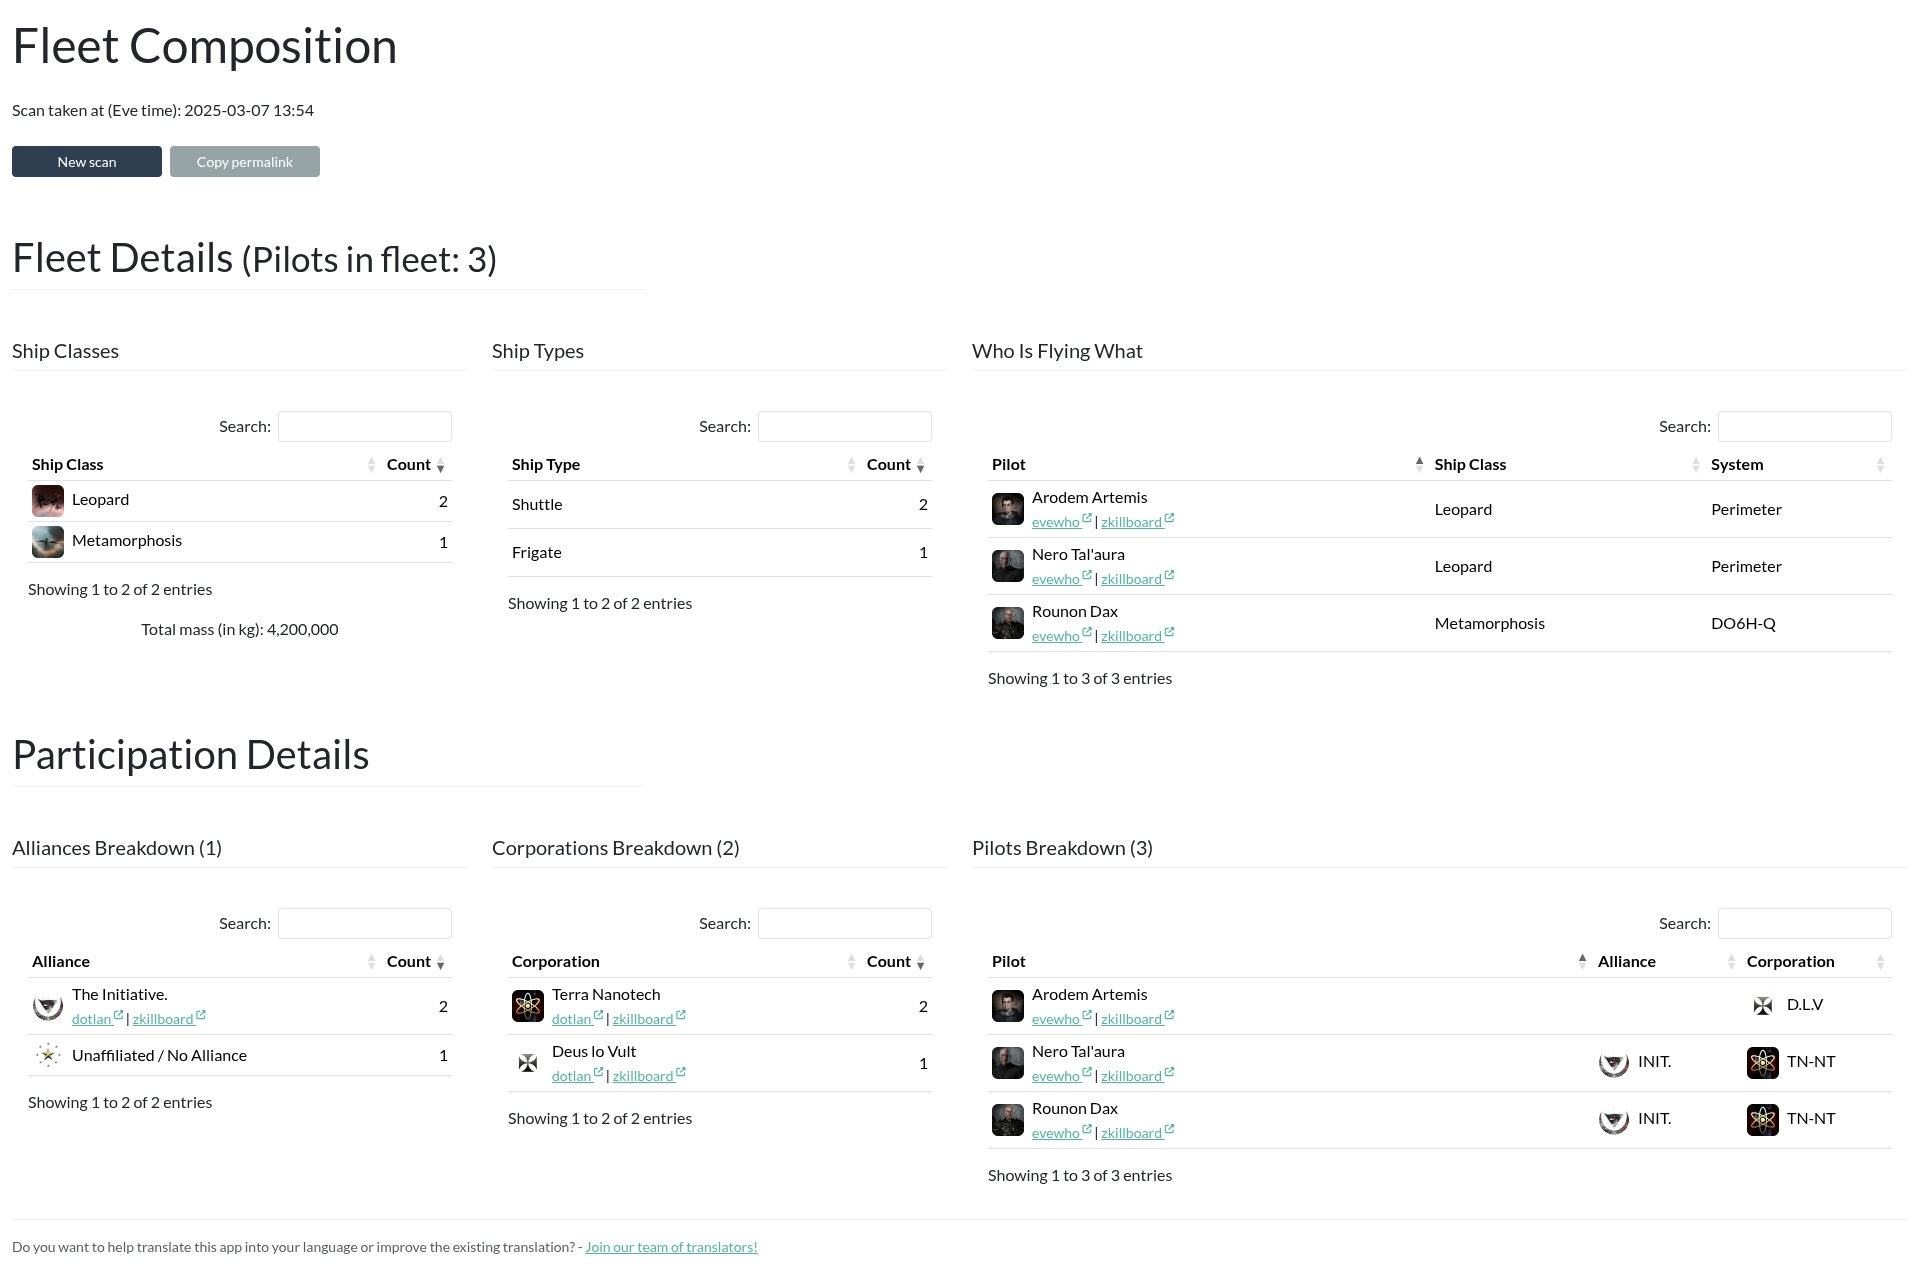 Fleet Composition
Scan taken at (Eve time): 2025-03-07 13:54
New scan
Copy permalink
Fleet Details (Pilots in fleet: 3)
Ship Classes
Search:
Ship Class Count
Leopard 2
Metamorphosis 1
Showing 1 to 2 of 2 entries
Total mass (in kg): 4,200,000
Ship Types
Search:
Ship Type Count
Shuttle 2
Frigate 1
Showing 1 to 2 of 2 entries
Who Is Flying What
Search:
Pilot Ship Class System
Arodem Artemis
evewho | zkillboard
Leopard Perimeter
Nero Tal'aura
evewho | zkillboard
Leopard Perimeter
Rounon Dax
evewho | zkillboard
Metamorphosis DO6H-Q
Showing 1 to 3 of 3 entries
Participation Details
Alliances Breakdown (1)
Search:
Alliance Count
The Initiative.
dotlan | zkillboard
2
Unaffiliated / No Alliance 1
Showing 1 to 2 of 2 entries
Corporations Breakdown (2)
Search:
Corporation Count
Terra Nanotech
dotlan | zkillboard
2
Deus lo Vult
dotlan | zkillboard
1
Showing 1 to 2 of 2 entries
Pilots Breakdown (3)
Search:
Pilot Alliance Corporation
Arodem Artemis
evewho | zkillboard
D.L.V
Nero Tal'aura
evewho | zkillboard
INIT. TN-NT
Rounon Dax
evewho | zkillboard
INIT. TN-NT
Showing 1 to 3 of 3 entries
Do you want to help translate this app into your language or improve the existing translation? - Join our team of translators!